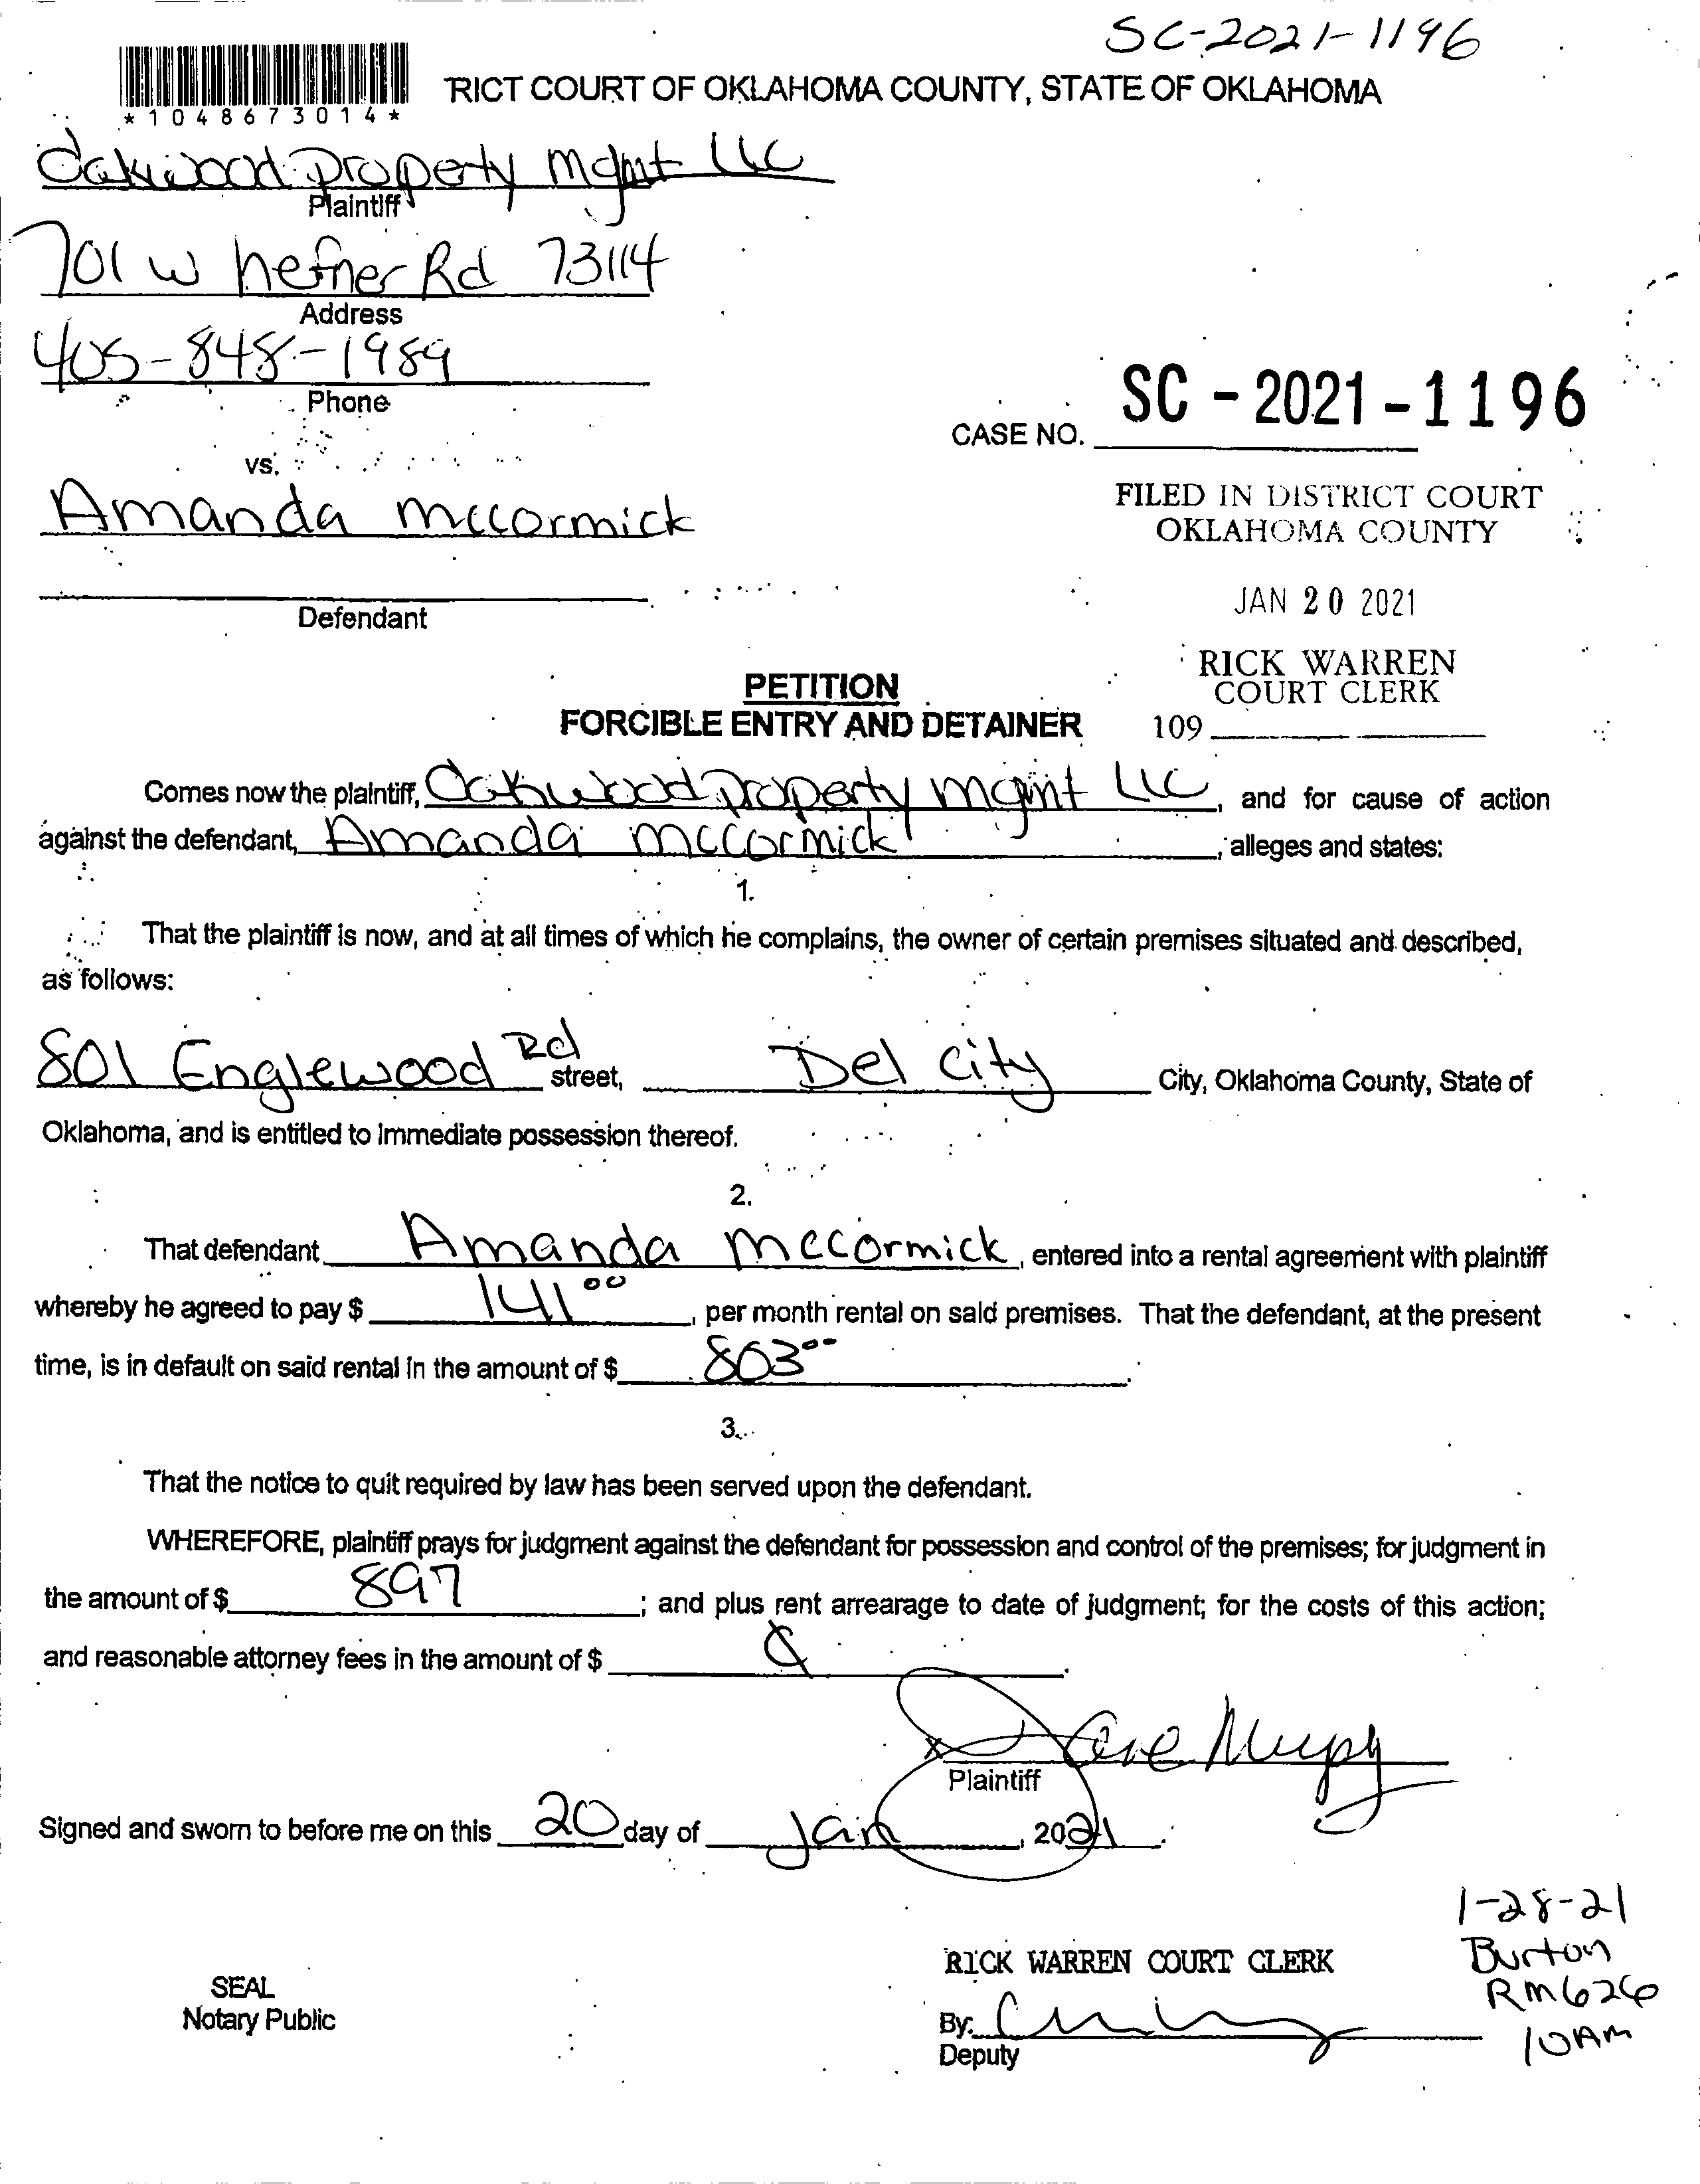 SC-2021-1196
*1048673014*
RICT COURT OF OKLAHOMA COUNTY, STATE OF OKLAHOMA
Oakwood property mgmt LLC
Plaintiff
701 w hefner Rd 73114
Address
405-848-1989
Phone
CASE NO. SC-2021-1196
vs.
Amanda mccormick
FILED IN DISTRICT COURT
OKLAHOMA COUNTY
Defendant
JAN 20 2021
RICK WARREN
COURT CLERK
109
PETITION
FORCIBLE ENTRY AND DETAINER
Comes now the plaintiff, Oakwood property mgmt LLC, and for cause of action
against the defendant, Amanda mccormick, alleges and states:
1.
That the plaintiff is now, and at all times of which he complains, the owner of certain premises situated and described,
as follows:
801 Englewood Rd street, Del city City, Oklahoma County, State of
Oklahoma, and is entitled to immediate possession thereof.
2.
That defendant Amanda mccormick, entered into a rental agreement with plaintiff
whereby he agreed to pay $ 141 00, per month rental on said premises. That the defendant, at the present
time, is in default on said rental in the amount of $ 803 00.
3.
That the notice to quit required by law has been served upon the defendant.
WHEREFORE, plaintiff prays for judgment against the defendant for possession and control of the premises; for judgment in
the amount of $ 897; and plus rent arrearage to date of judgment; for the costs of this action;
and reasonable attorney fees in the amount of $
Plaintiff
Signed and sworn to before me on this 20 day of Jan, 2021.
1-28-21
Burton
RM 626
10AM
RICK WARREN COURT CLERK
SEAL
Notary Public
By:
Deputy